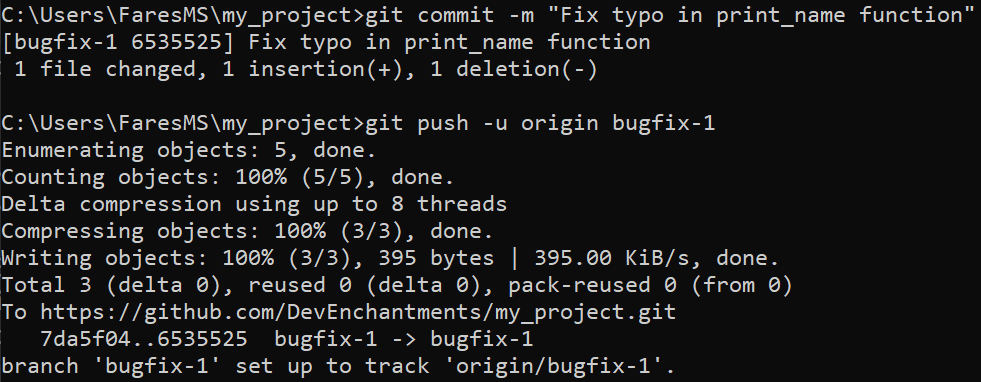 C:\Users\FaresMS\my_project>git commit -m "Fix typo in print_name function"
[bugfix-1 6535525] Fix typo in print_name function
 1 file changed, 1 insertion(+), 1 deletion(-)

C:\Users\FaresMS\my_project>git push -u origin bugfix-1
Enumerating objects: 5, done.
Counting objects: 100% (5/5), done.
Delta compression using up to 8 threads
Compressing objects: 100% (3/3), done.
Writing objects: 100% (3/3), 395 bytes | 395.00 KiB/s, done.
Total 3 (delta 0), reused 0 (delta 0), pack-reused 0 (from 0)
To https://github.com/DevEnchantments/my_project.git
   7da5f04..6535525  bugfix-1 -> bugfix-1
branch 'bugfix-1' set up to track 'origin/bugfix-1'.